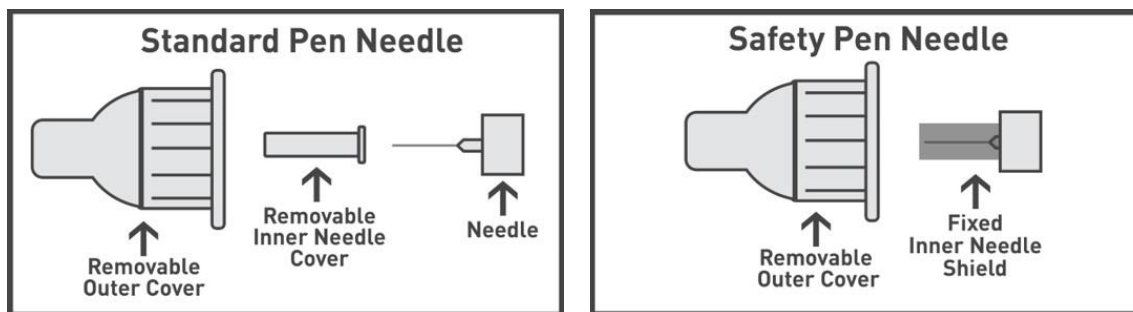 Standard Pen Needle
Removable
Outer Cover
Removable
Inner Needle
Cover
Needle
Safety Pen Needle
Removable
Outer Cover
Fixed
Inner Needle
Shield